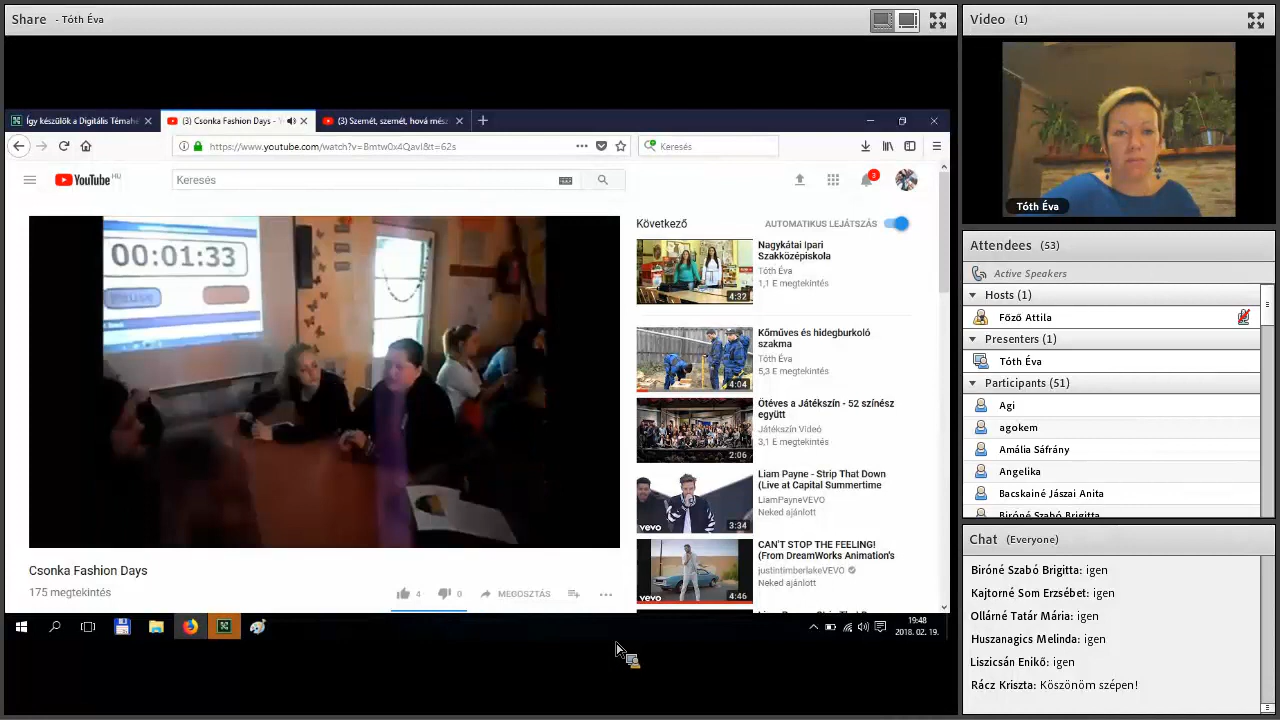 Share - Tóth Éva
Így készülök a Digitális Témahé
(3) Csonka Fashion Days - Y
(3) Szemét, szemét, hová mész
https://www.youtube.com/watch?v=Bmtw0x4QavI&t=62s
Keresés
YouTube HU
Keresés
3
00:01:33
Következő
AUTOMATIKUS LEJÁTSZÁS
Nagykátai Ipari
Szakközépiskola
Tóth Éva
1,1 E megtekintés
4:32
Kőműves és hidegburkoló
szakma
Tóth Éva
5,3 E megtekintés
4:04
Ötéves a Játékszín - 52 színész
együtt
Játékszín Videó
3,1 E megtekintés
2:06
Liam Payne - Strip That Down
(Live at Capital Summertime
LiamPayneVEVO
Neked ajánlott
vevo
3:34
CAN'T STOP THE FEELING!
(From DreamWorks Animation's
justintimberlakeVEVO
Neked ajánlott
vevo
4:46
Csonka Fashion Days
175 megtekintés
4
0
MEGOSZTÁS
19:48
2018. 02. 19.
Video (1)
Tóth Éva
Attendees (53)
Active Speakers
Hosts (1)
Főző Attila
Presenters (1)
Tóth Éva
Participants (51)
Agi
agokem
Amália Sáfrány
Angelika
Bacskainé Jászai Anita
Biróné Szabó Brigitta
Chat (Everyone)
Biróné Szabó Brigitta: igen
Kajtorné Som Erzsébet: igen
Ollárné Tatár Mária: igen
Huszanagics Melinda: igen
Liszicsán Enikő: igen
Rácz Kriszta: Köszönöm szépen!